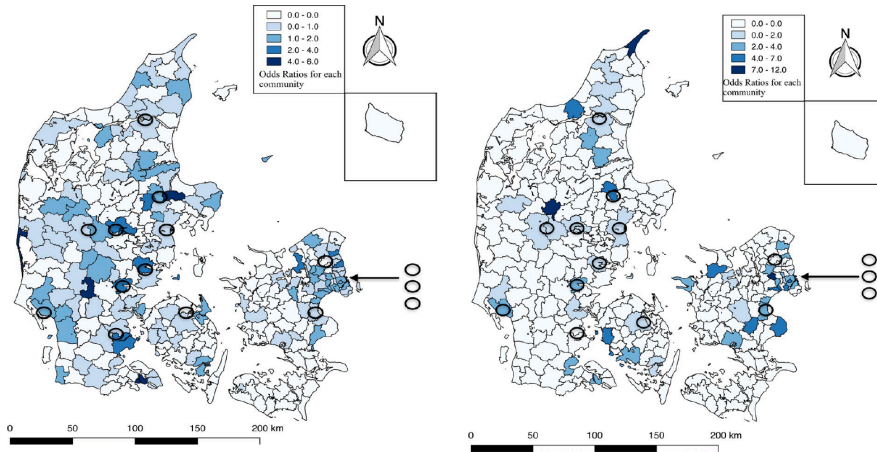 0.0 - 0.0
0.0 - 1.0
1.0 - 2.0
2.0 - 4.0
4.0 - 6.0
Odds Ratios for each
community
N
0 50 100 150 200 km
0.0 - 0.0
0.0 - 2.0
2.0 - 4.0
4.0 - 7.0
7.0 - 12.0
Odds Ratios for each
community
N
0 50 100 150 200 km